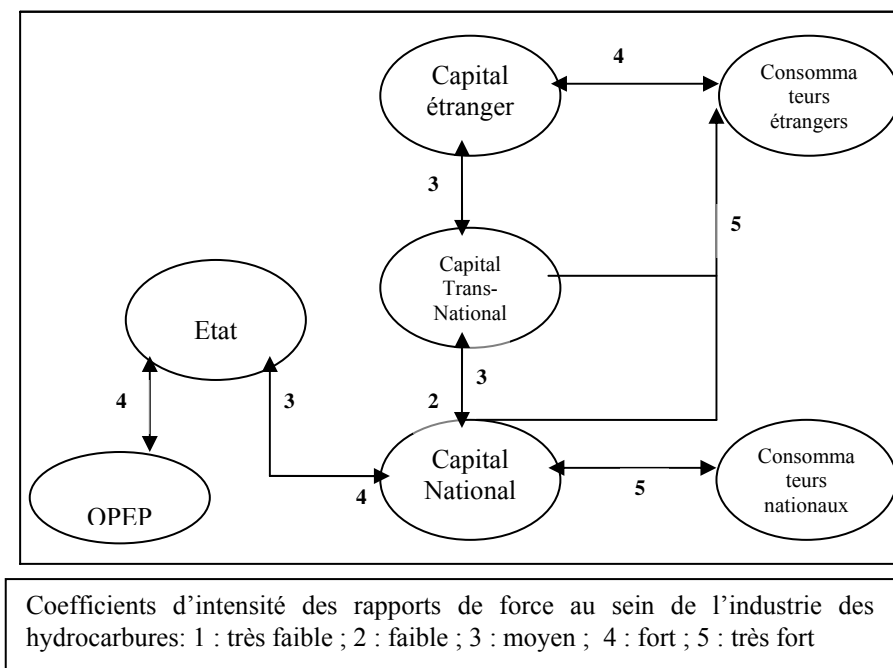 Capital
étranger
4
Consomma
teurs
étrangers
3
5
Capital
Trans-
National
Etat
4
3
3
2
Capital
National
4
5
Consomma
teurs
nationaux
OPEP
Coefficients d’intensité des rapports de force au sein de l’industrie des
hydrocarbures: 1 : très faible ; 2 : faible ; 3 : moyen ; 4 : fort ; 5 : très fort